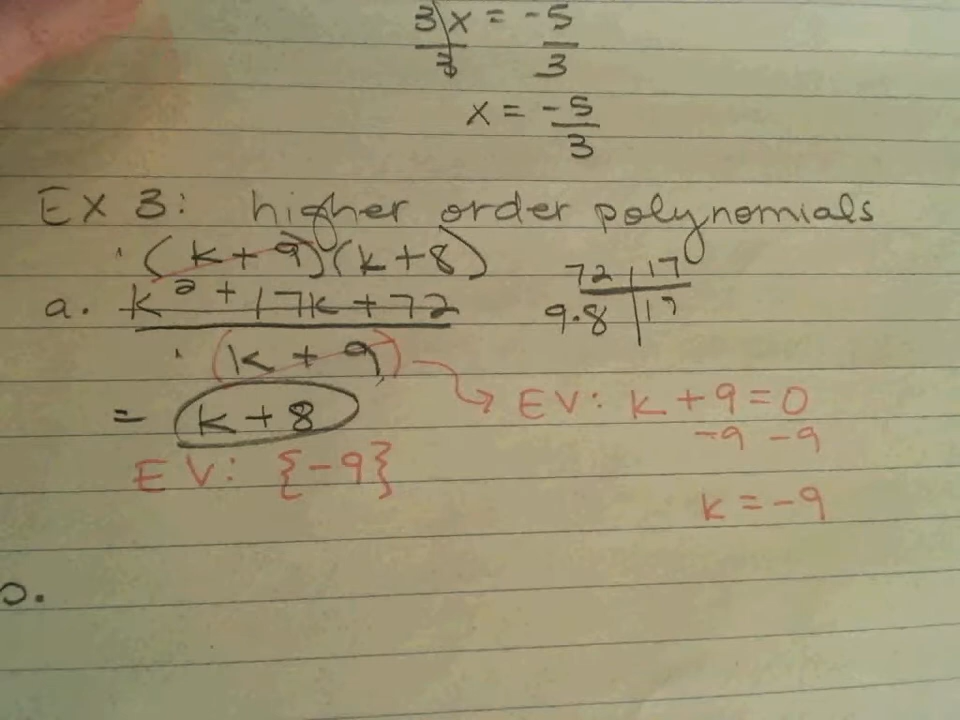 3x = -5
3 3
x = -5
3
EX 3: higher order polynomials
(k+9)(k+8)
72 | 17
a. k² + 17k + 72
9·8 | 17
(k + 9)
= k + 8
EV: k + 9 = 0
-9 -9
EV: {-9}
k = -9